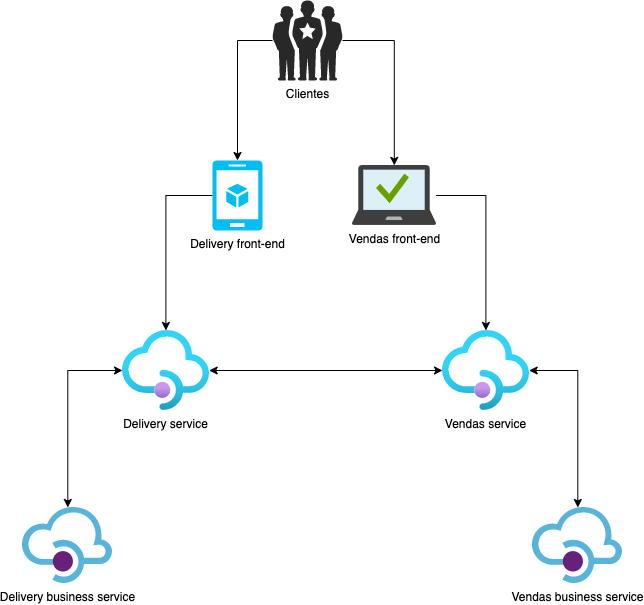 Clientes
Delivery front-end
Vendas front-end
Delivery service
Vendas service
Delivery business service
Vendas business service